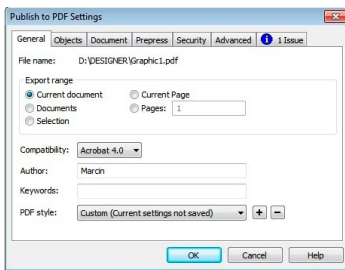 Publish to PDF Settings
General Objects Document Prepress Security Advanced 1 Issue
File name: D:\DESIGNER\Graphic1.pdf
Export range
Current document Current Page
Documents Pages: 1
Selection
Compatibility: Acrobat 4.0
Author: Marcin
Keywords:
PDF style: Custom (Current settings not saved)
OK Cancel Help